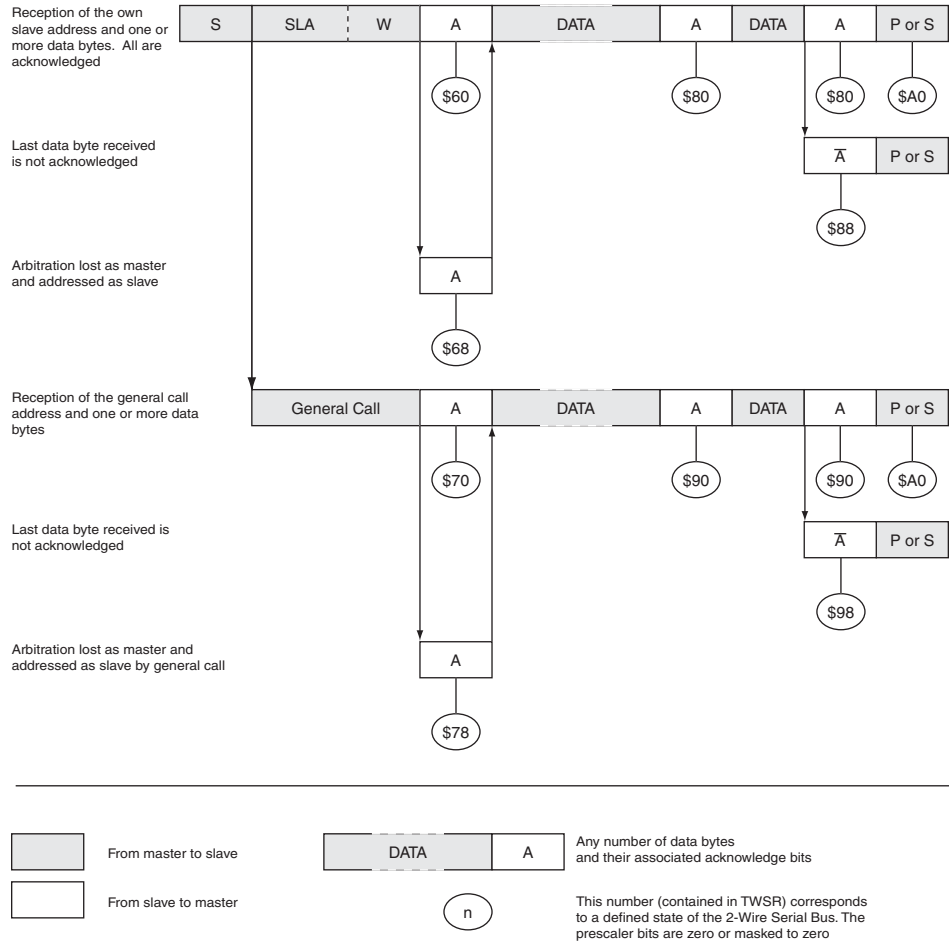 Reception of the own
slave address and one or
more data bytes. All are
acknowledged
S SLA W A DATA A DATA A P or S
$60 $80 $80 $A0
Last data byte received
is not acknowledged
A̅ P or S
$88
Arbitration lost as master
and addressed as slave
A
$68
Reception of the general call
address and one or more data
bytes
General Call A DATA A DATA A P or S
$70 $90 $90 $A0
Last data byte received is
not acknowledged
A̅ P or S
$98
Arbitration lost as master and
addressed as slave by general call
A
$78
From master to slave
DATA A
Any number of data bytes
and their associated acknowledge bits
From slave to master
n
This number (contained in TWSR) corresponds
to a defined state of the 2-Wire Serial Bus. The
prescaler bits are zero or masked to zero